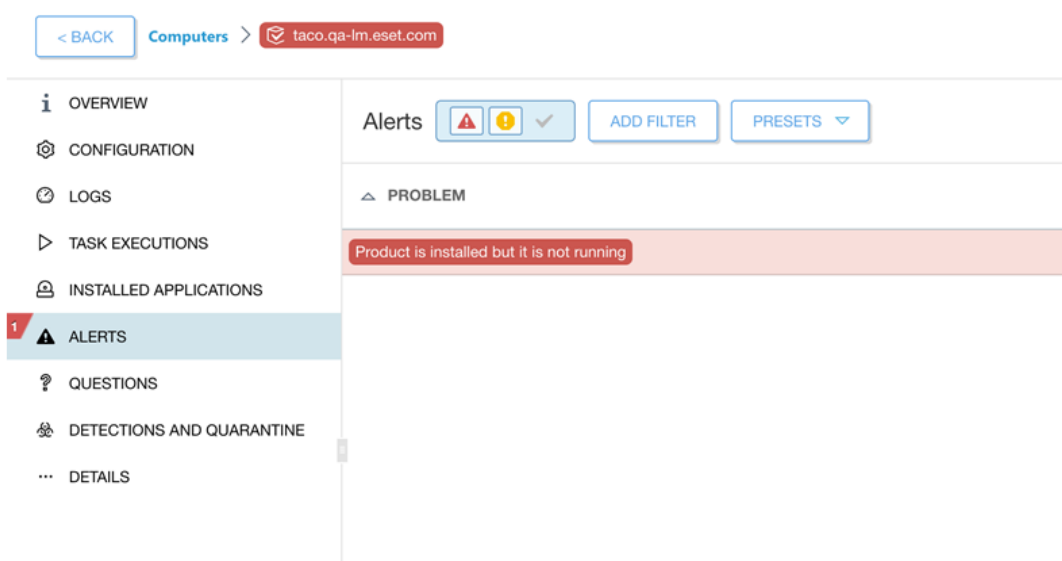 < BACK Computers > taco.qa-lm.eset.com
OVERVIEW
CONFIGURATION
LOGS
TASK EXECUTIONS
INSTALLED APPLICATIONS
1 ALERTS
QUESTIONS
DETECTIONS AND QUARANTINE
DETAILS
Alerts ADD FILTER PRESETS
PROBLEM
Product is installed but it is not running